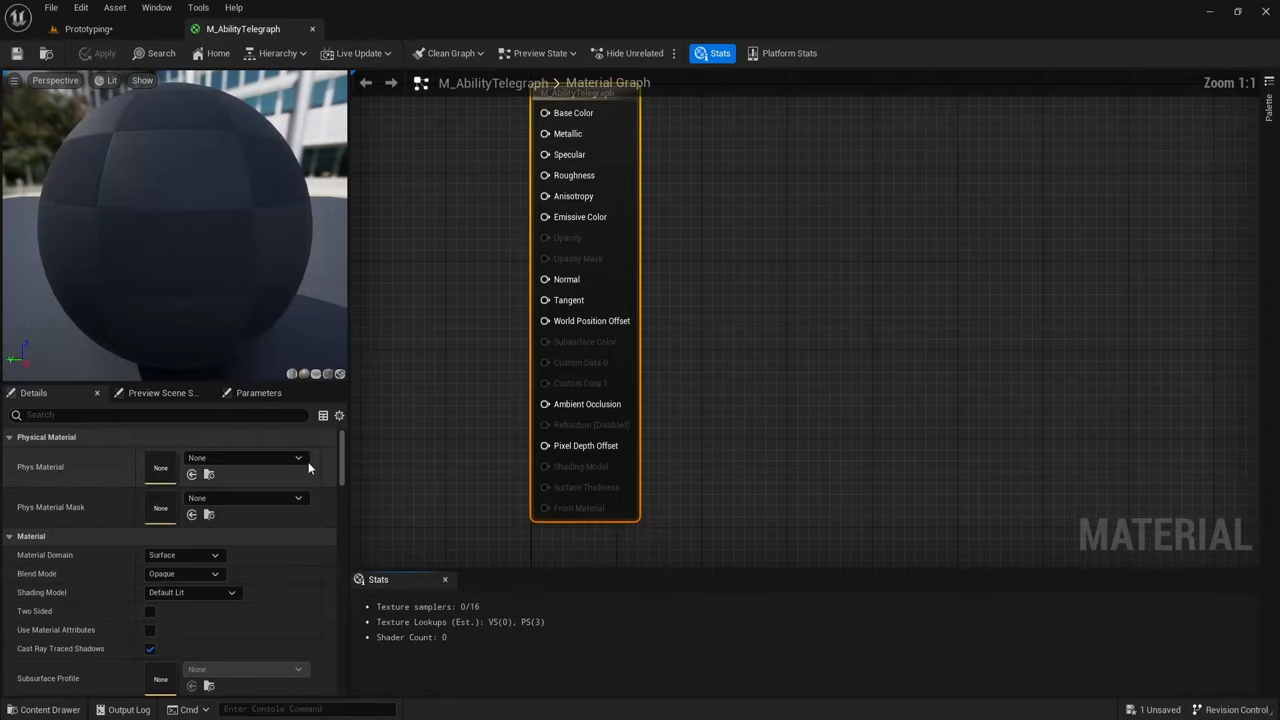 File Edit Asset Window Tools Help
Prototyping* M_AbilityTelegraph
Apply Search Home Hierarchy Live Update Clean Graph Preview State Hide Unrelated Stats Platform Stats
Perspective Lit Show
M_AbilityTelegraph > Material Graph Zoom 1:1
Palette
M_AbilityTelegraph
Base Color
Metallic
Specular
Roughness
Anisotropy
Emissive Color
Opacity
Opacity Mask
Normal
Tangent
World Position Offset
Subsurface Color
Custom Data 0
Custom Data 1
Ambient Occlusion
Refraction (Disabled)
Pixel Depth Offset
Shading Model
Surface Thickness
Front Material
MATERIAL
Z
Y
Details Preview Scene S... Parameters
Search
Physical Material
Phys Material None None
Phys Material Mask None None
Material
Material Domain Surface
Blend Mode Opaque
Shading Model Default Lit
Two Sided
Use Material Attributes
Cast Ray Traced Shadows
Subsurface Profile None None
Stats
Texture samplers: 0/16
Texture Lookups (Est.): VS(0), PS(3)
Shader Count: 0
Content Drawer Output Log Cmd Enter Console Command 1 Unsaved Revision Control